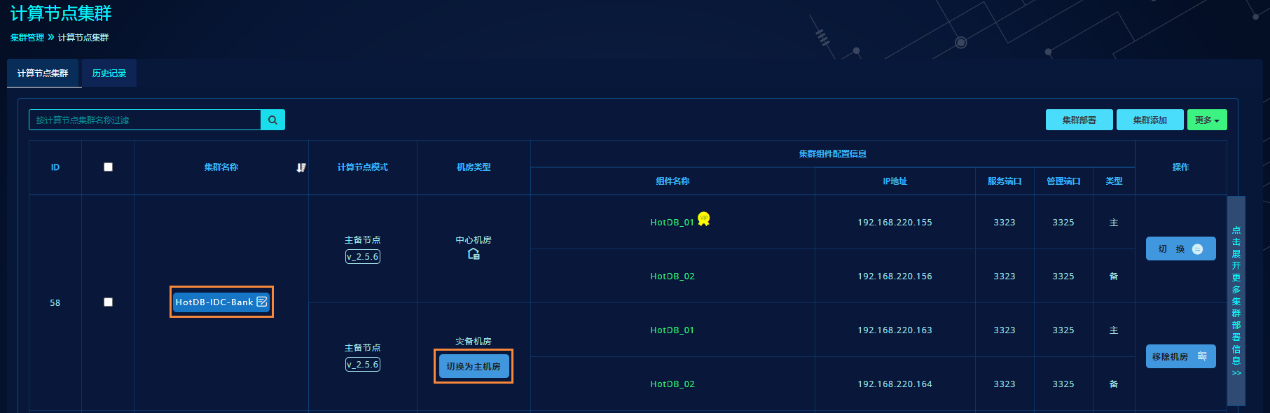 计算节点集群
集群管理 » 计算节点集群
计算节点集群 历史记录
按计算节点集群名称过滤 集群部署 集群添加 更多
ID 集群名称 计算节点模式 机房类型 集群组件配置信息 操作
组件名称 IP地址 服务端口 管理端口 类型
58 HotDB-IDC-Bank
主备节点 v_2.5.6 中心机房
HotDB_01 192.168.220.155 3323 3325 主
切 换
HotDB_02 192.168.220.156 3323 3325 备
主备节点 v_2.5.6 灾备机房 切换为主机房
HotDB_01 192.168.220.163 3323 3325 主
移除机房
HotDB_02 192.168.220.164 3323 3325 备
点击展开更多集群部署信息>>